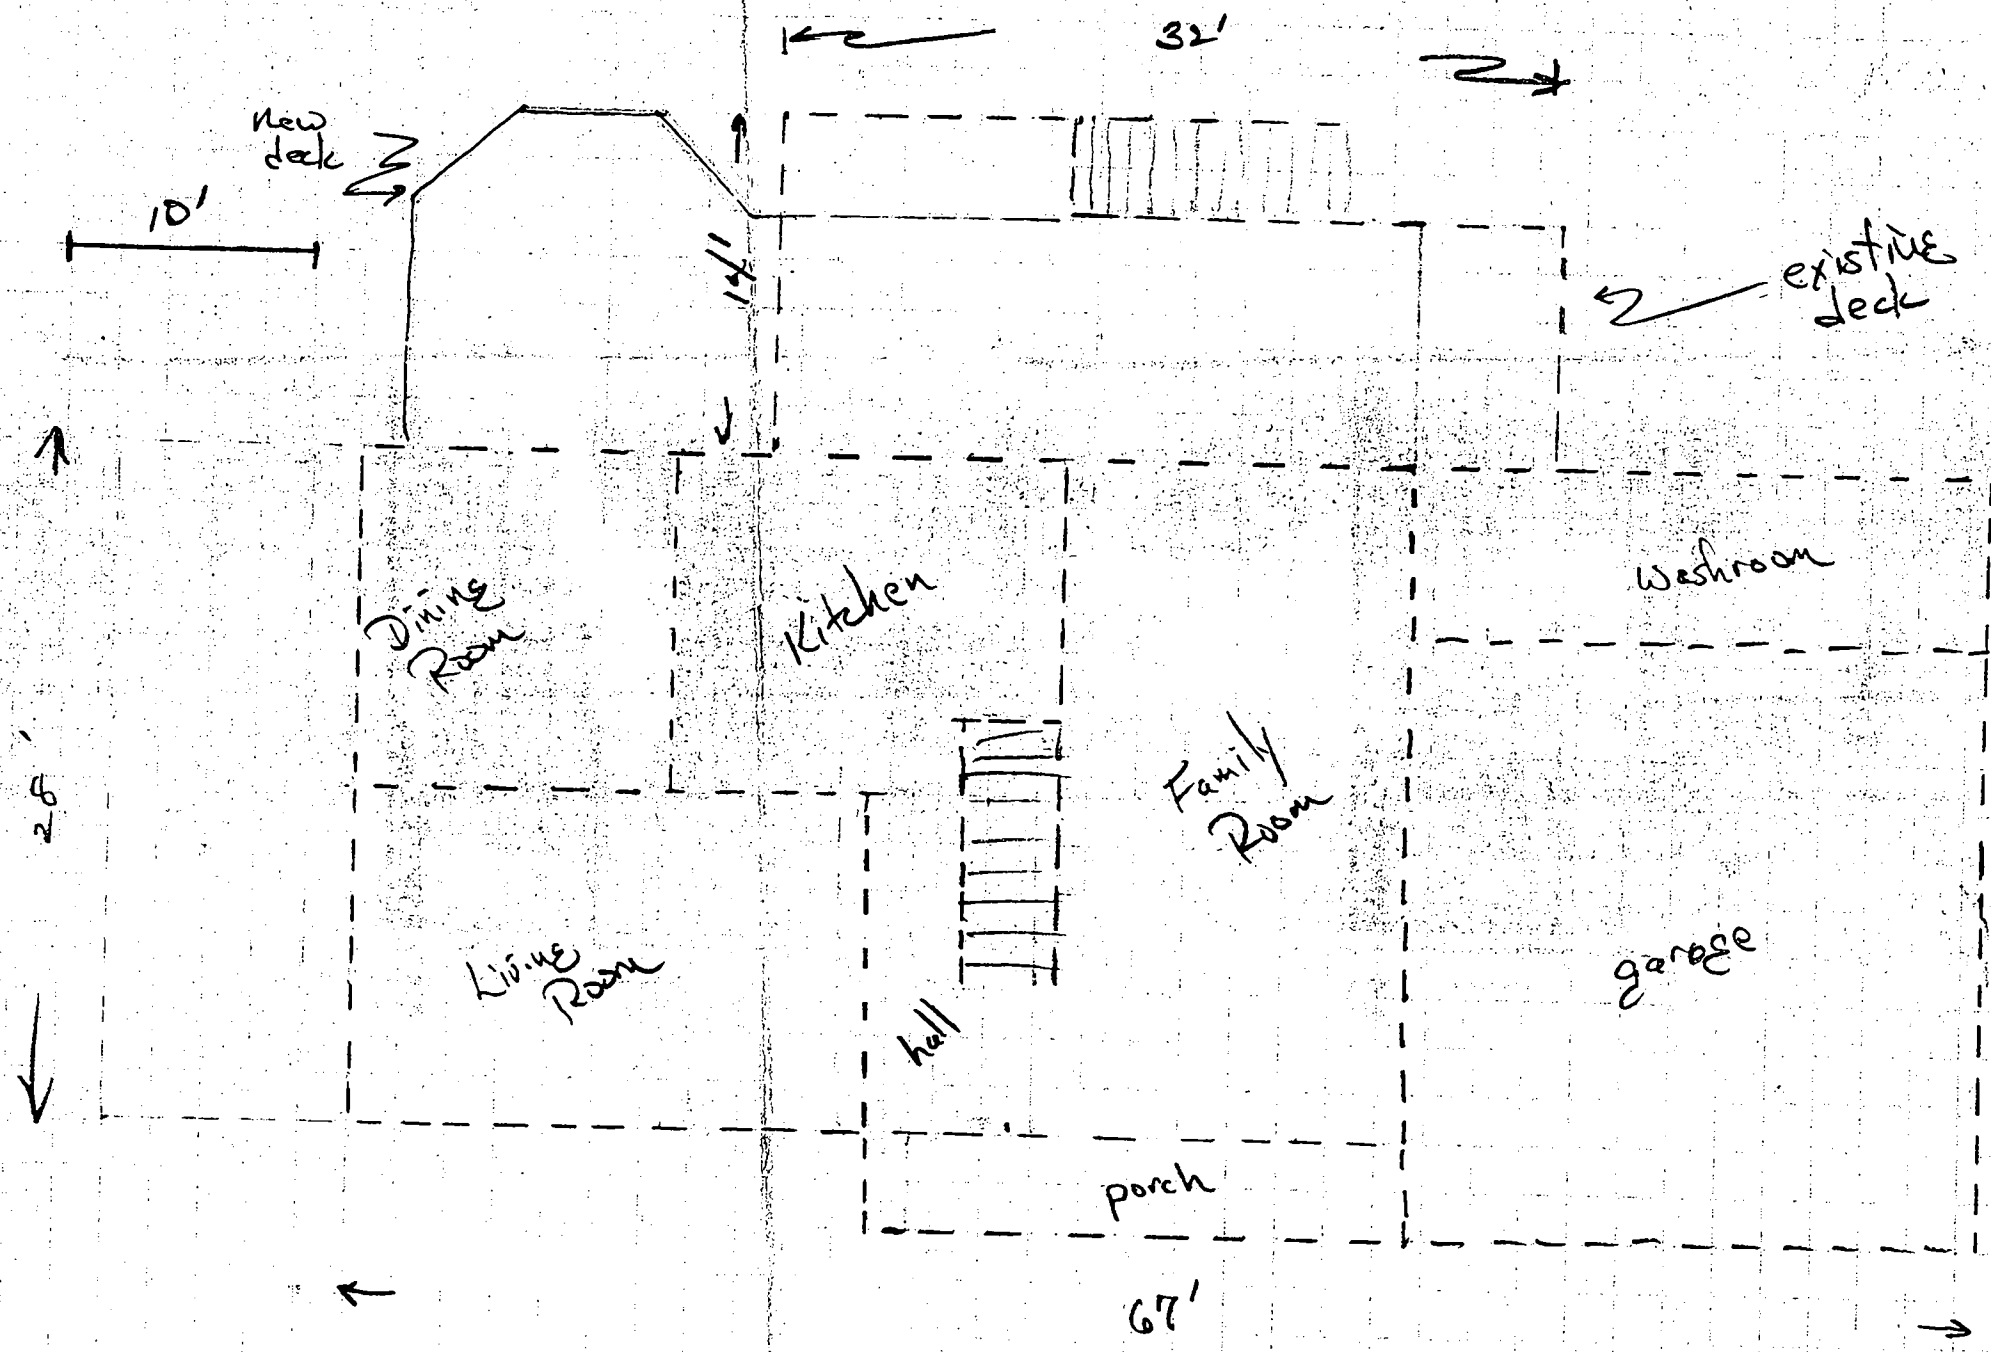 32'
new
deck
10'
14'
existing
deck
Dining
Room
Kitchen
Washroom
28'
Family
Room
Living
Room
garage
hall
porch
67'